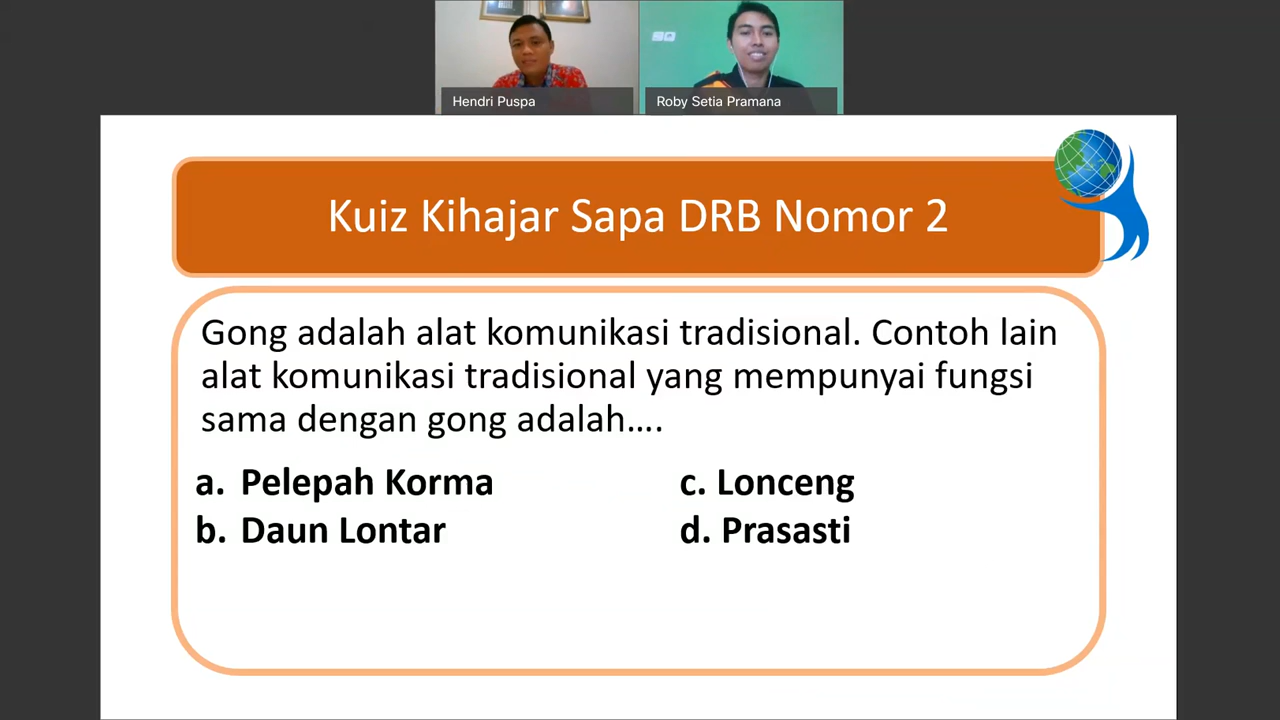 Hendri Puspa
Roby Setia Pramana
Kuiz Kihajar Sapa DRB Nomor 2
Gong adalah alat komunikasi tradisional. Contoh lain
alat komunikasi tradisional yang mempunyai fungsi
sama dengan gong adalah....
a. Pelepah Korma
c. Lonceng
b. Daun Lontar
d. Prasasti